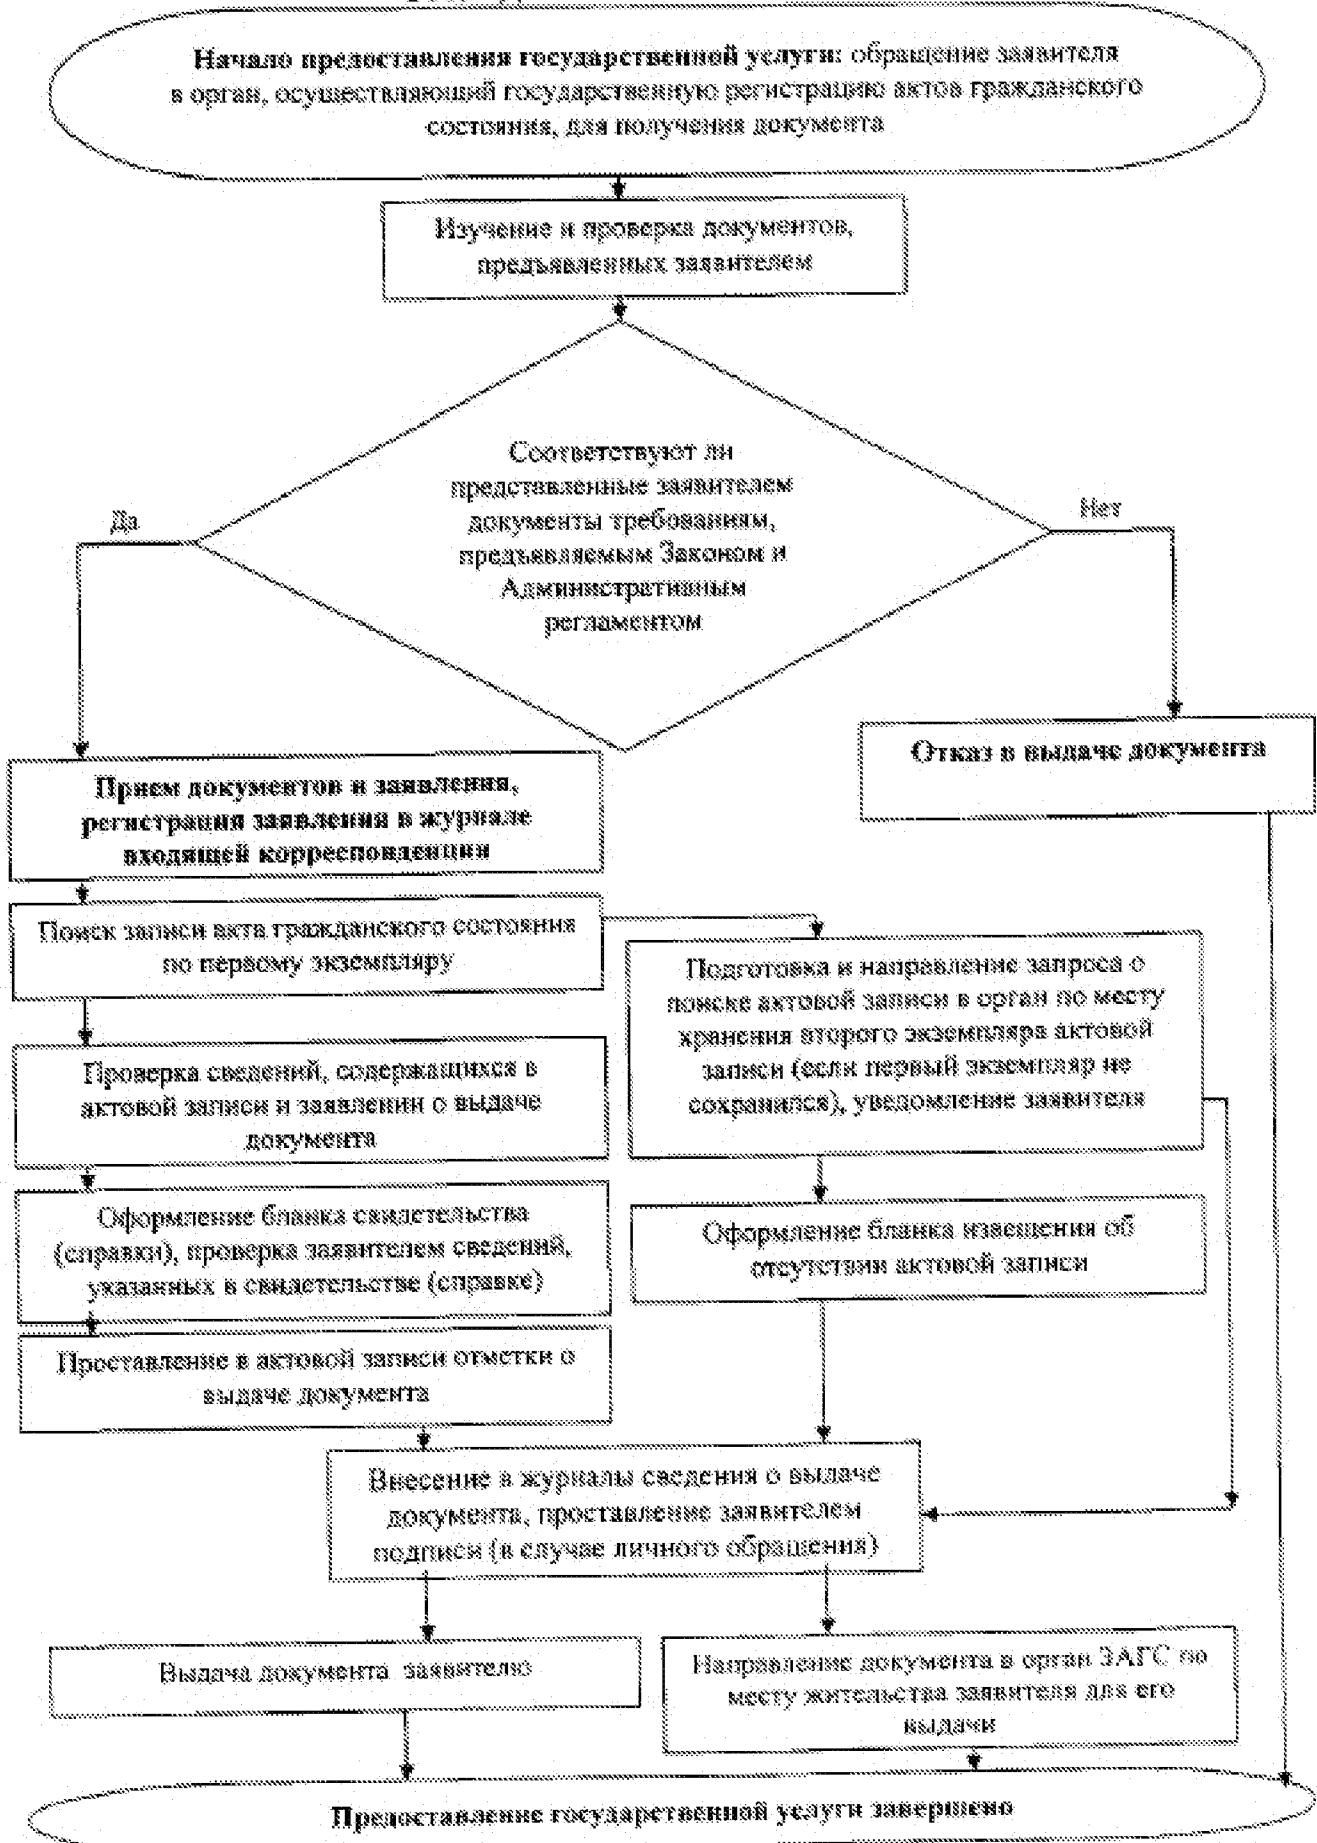 Начало предоставления государственной услуги: обращение заявителя
в орган, осуществляющий государственную регистрацию актов гражданского
состояния, для получения документа
Изучение и проверка документов,
предъявленных заявителем
Соответствуют ли
представленные заявителем
документы требованиям,
предъявляемым Законом и
Административным
регламентом
Да
Нет
Отказ в выдаче документа
Прием документов и заявления,
регистрация заявления в журнале
входящей корреспонденции
Поиск записи акта гражданского состояния
по первому экземпляру
Подготовка и направление запроса о
поиске актовой записи в орган по месту
хранения второго экземпляра актовой
записи (если первый экземпляр не
сохранился), уведомление заявителя
Проверка сведений, содержащихся в
актовой записи и заявлении о выдаче
документа
Оформление бланка свидетельства
(справки), проверка заявителем сведений,
указанных в свидетельстве (справке)
Оформление бланка извещения об
отсутствии актовой записи
Проставление в актовой записи отметки о
выдаче документа
Внесение в журналы сведения о выдаче
документа, проставление заявителем
подписи (в случае личного обращения)
Выдача документа заявителю
Направление документа в орган ЗАГС по
месту жительства заявителя для его
выдачи
Предоставление государственной услуги завершено